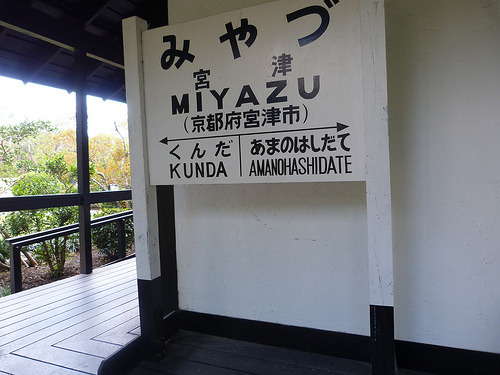 みやづ
宮 津
MIYAZU
(京都府宮津市)
くんだ あまのはしだて
KUNDA AMANOHASHIDATE